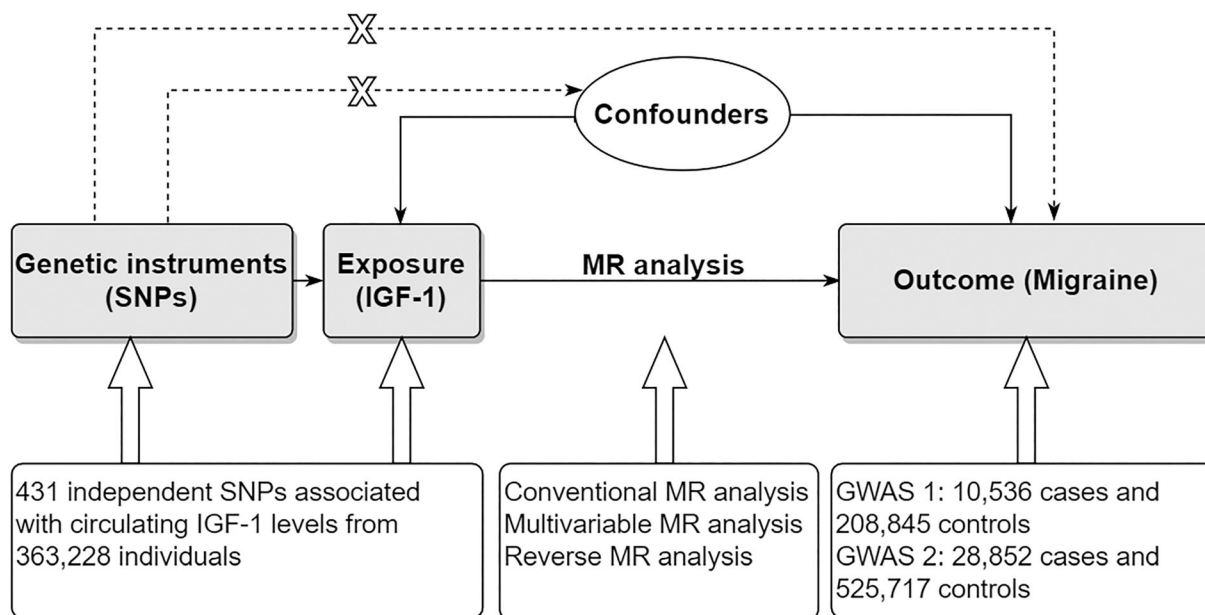 X
X
Confounders
Genetic instruments
(SNPs)
Exposure
(IGF-1)
MR analysis
Outcome (Migraine)
431 independent SNPs associated
with circulating IGF-1 levels from
363,228 individuals
Conventional MR analysis
Multivariable MR analysis
Reverse MR analysis
GWAS 1: 10,536 cases and
208,845 controls
GWAS 2: 28,852 cases and
525,717 controls